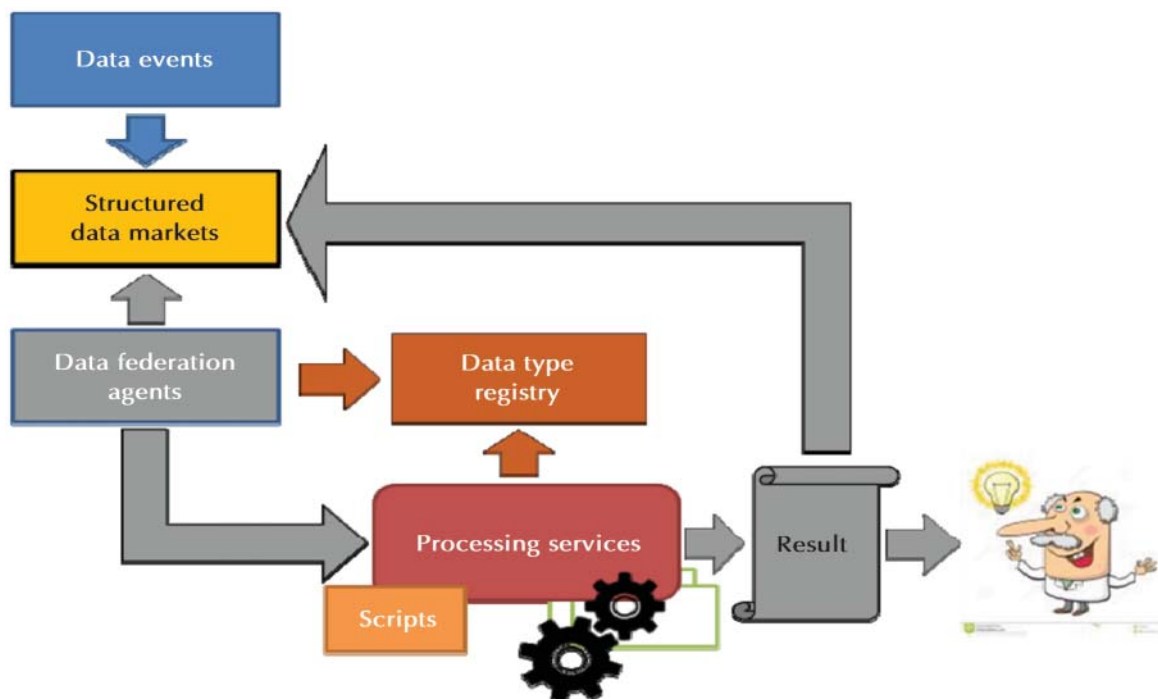 Data events
Structured
data markets
Data federation
agents
Data type
registry
Processing services
Result
Scripts